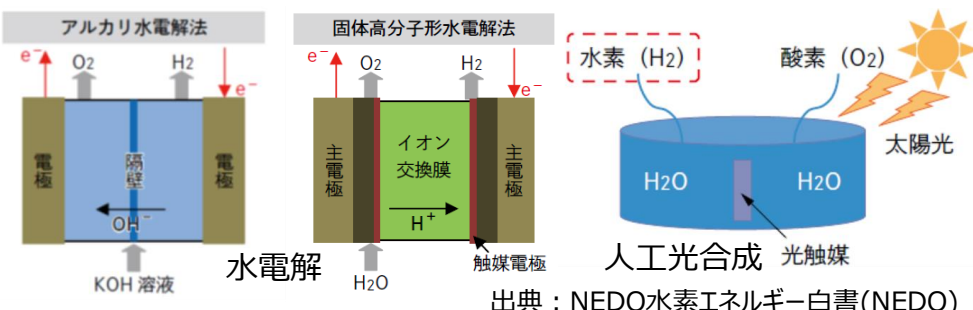 アルカリ水電解法
e⁻
O2
H2
e⁻
電極
隔壁
電極
OH⁻
KOH 溶液
固体高分子形水電解法
e⁻
O2
H2
e⁻
主電極
イオン
交換膜
主電極
H⁺
H2O
触媒電極
水電解
水素（H2）
酸素（O2）
太陽光
H2O
H2O
光触媒
人工光合成
出典：NEDO水素エネルギー白書(NEDO)